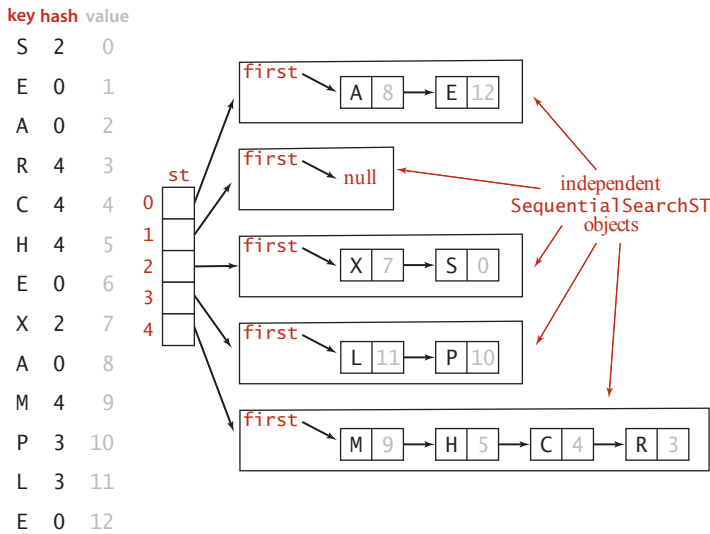 key hash value
S 2 0
E 0 1
A 0 2
R 4 3
C 4 4
H 4 5
E 0 6
X 2 7
A 0 8
M 4 9
P 3 10
L 3 11
E 0 12
st
0
1
2
3
4
first
A 8 E 12
first
null
first
X 7 S 0
first
L 11 P 10
first
M 9 H 5 C 4 R 3
independent
SequentialSearchST
objects